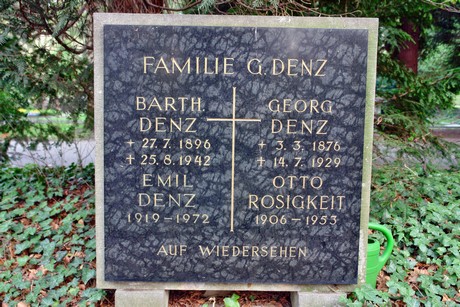 FAMILIE G. DENZ
BARTH.
DENZ
+ 27. 7. 1896
+ 25. 8. 1942
EMIL
DENZ
1919-1972
GEORG
DENZ
+ 3. 3. 1876
+ 14. 7. 1929
OTTO
ROSIGKEIT
1906-1953
AUF WIEDERSEHEN